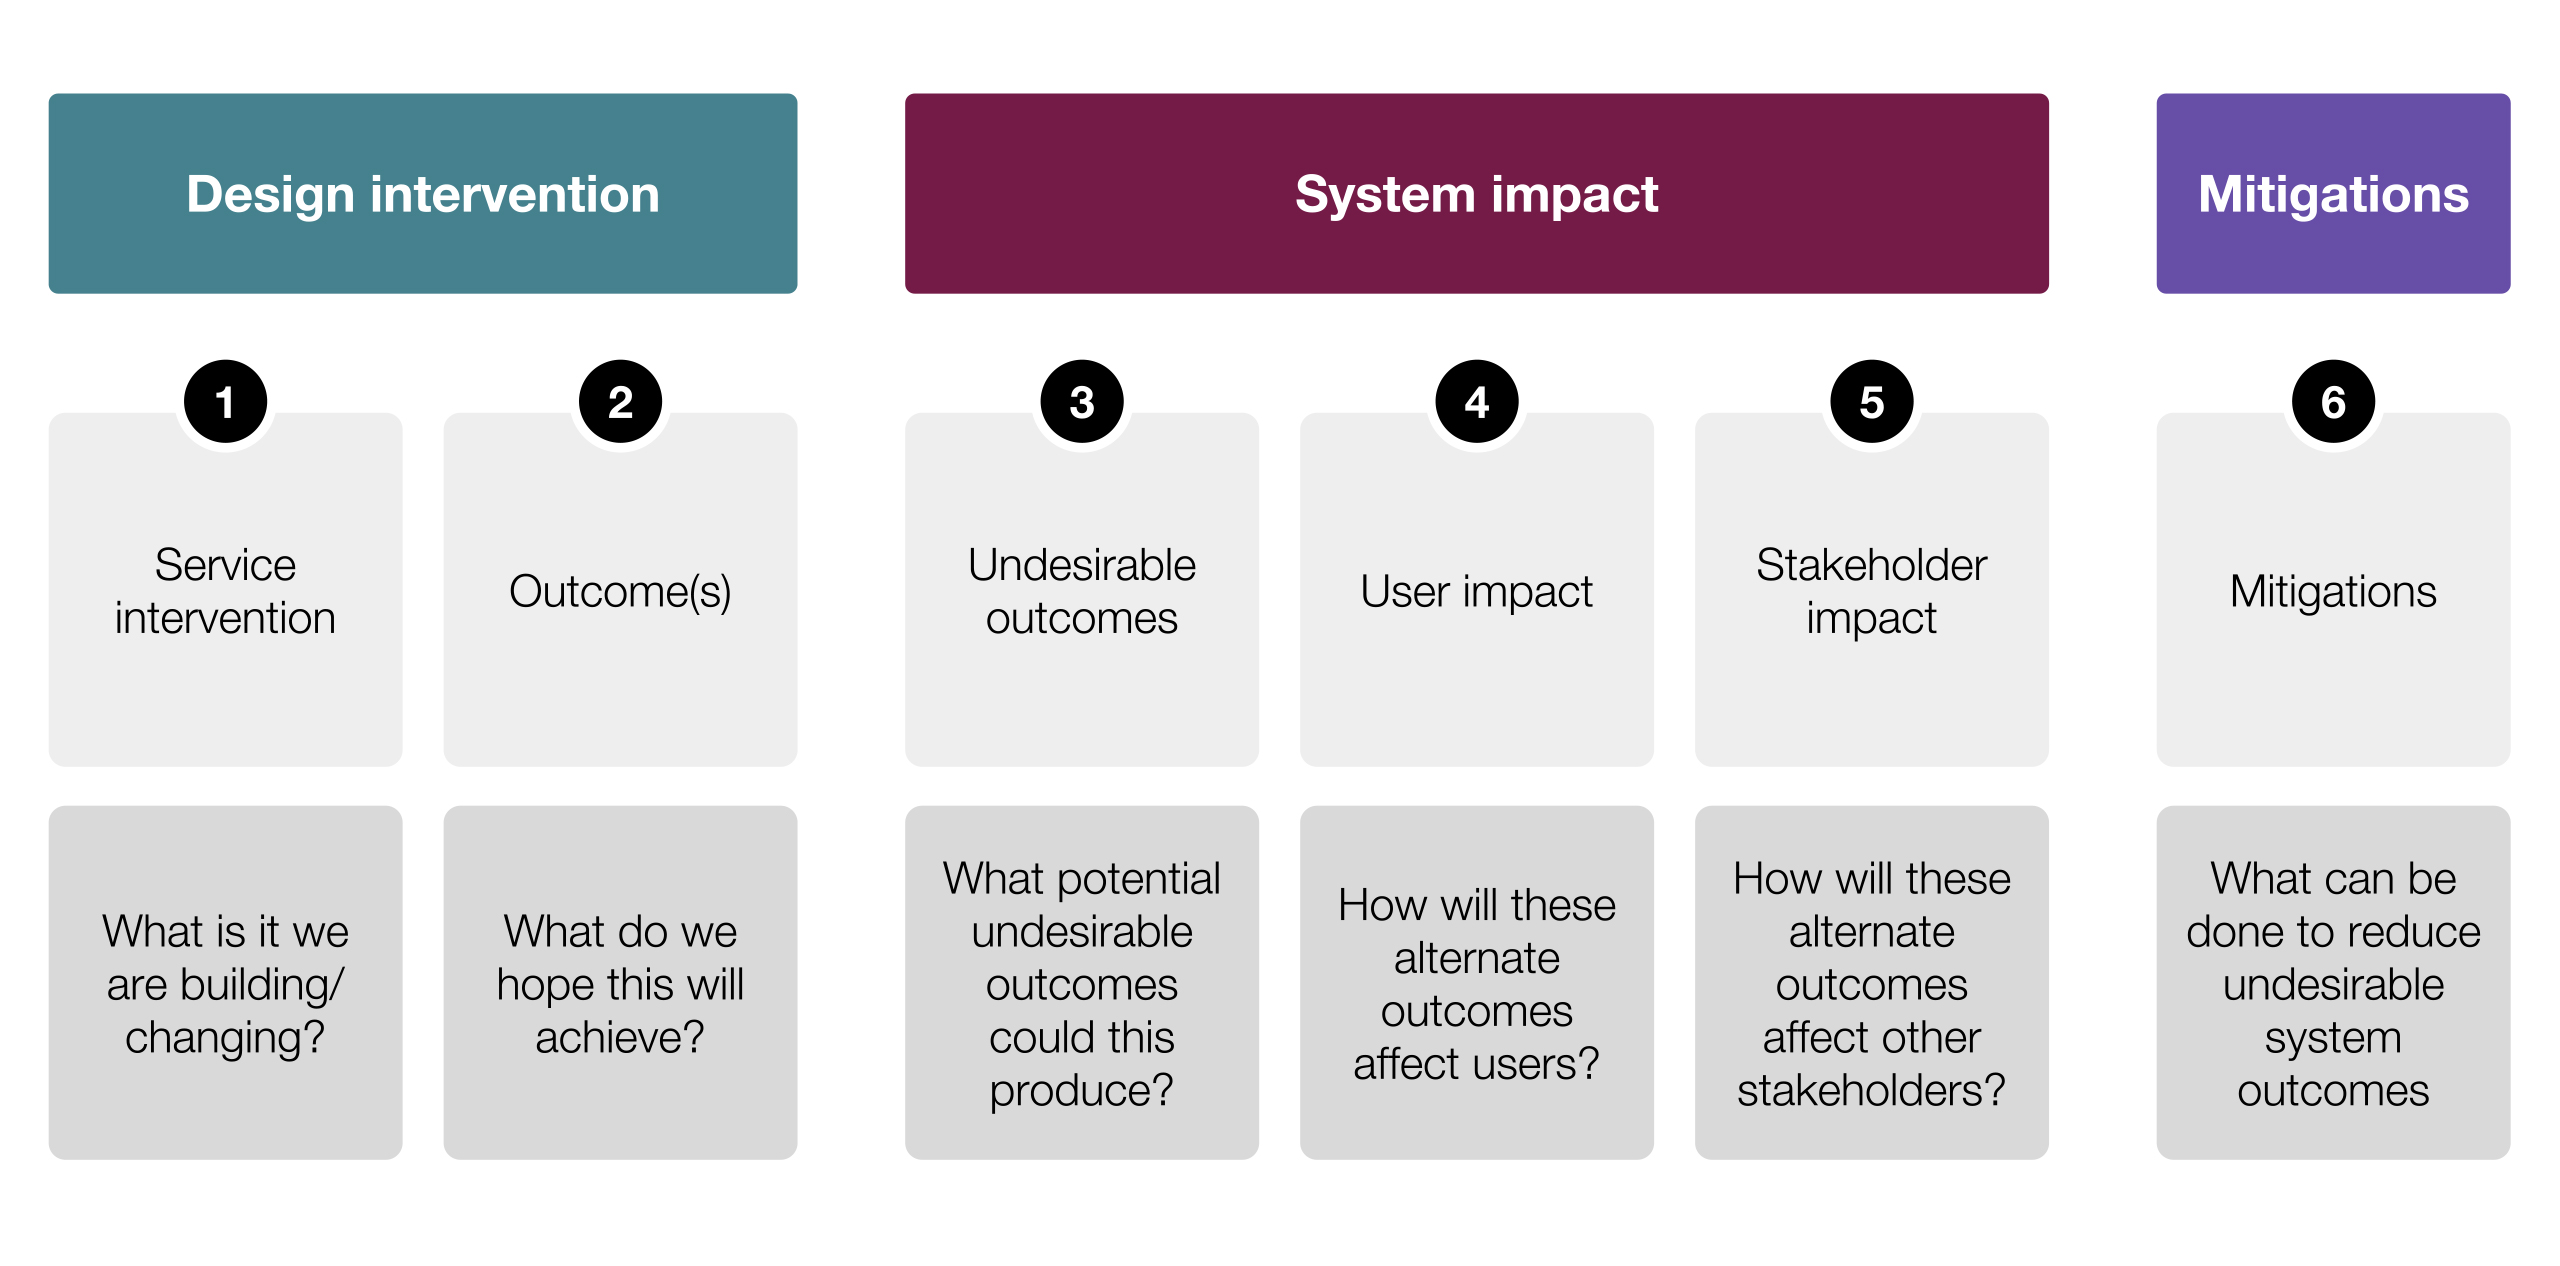 Design intervention
System impact
Mitigations
1
2
3
4
5
6
Service
intervention
Outcome(s)
Undesirable
outcomes
User impact
Stakeholder
impact
Mitigations
What is it we
are building/
changing?
What do we
hope this will
achieve?
What potential
undesirable
outcomes
could this
produce?
How will these
alternate
outcomes
affect users?
How will these
alternate
outcomes
affect other
stakeholders?
What can be
done to reduce
undesirable
system
outcomes